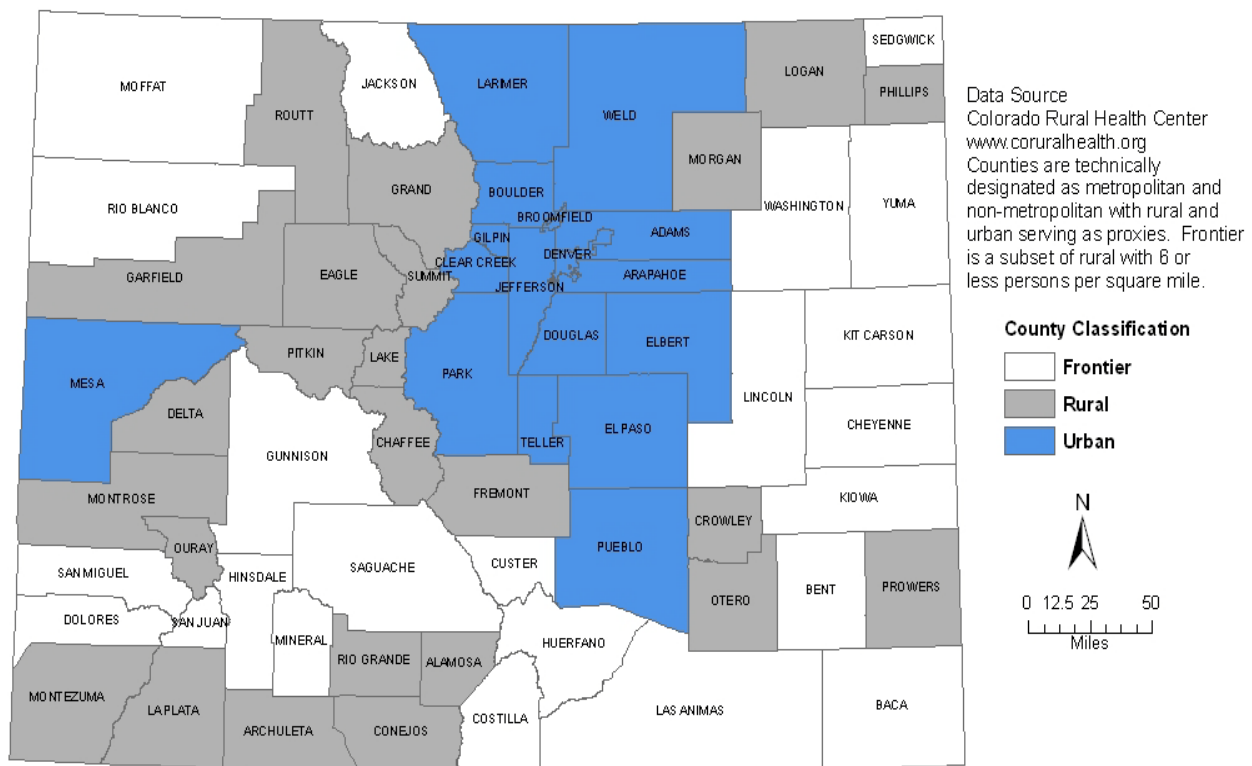 SEDGWICK
LOGAN
MOFFAT
JACKSON
LARIMER
PHILLIPS
ROUTT
WELD
MORGAN
GRAND
BOULDER
RIO BLANCO
WASHINGTON
YUMA
BROOMFIELD
GILPIN
ADAMS
DENVER
CLEAR CREEK
GARFIELD
EAGLE
SUMMIT
ARAPAHOE
JEFFERSON
DOUGLAS
ELBERT
KIT CARSON
PITKIN
LAKE
PARK
MESA
LINCOLN
DELTA
CHEYENNE
EL PASO
TELLER
CHAFFEE
GUNNISON
FREMONT
MONTROSE
KIOWA
CROWLEY
OURAY
PUEBLO
CUSTER
SAGUACHE
SAN MIGUEL
HINSDALE
BENT
PROWERS
OTERO
DOLORES
SAN JUAN
MINERAL
HUERFANO
RIO GRANDE
ALAMOSA
MONTEZUMA
LA PLATA
BACA
LAS ANIMAS
COSTILLA
ARCHULETA
CONEJOS
Data Source
Colorado Rural Health Center
www.coruralhealth.org
Counties are technically
designated as metropolitan and
non-metropolitan with rural and
urban serving as proxies. Frontier
is a subset of rural with 6 or
less persons per square mile.
County Classification
Frontier
Rural
Urban
N
0 12.5 25 50
Miles